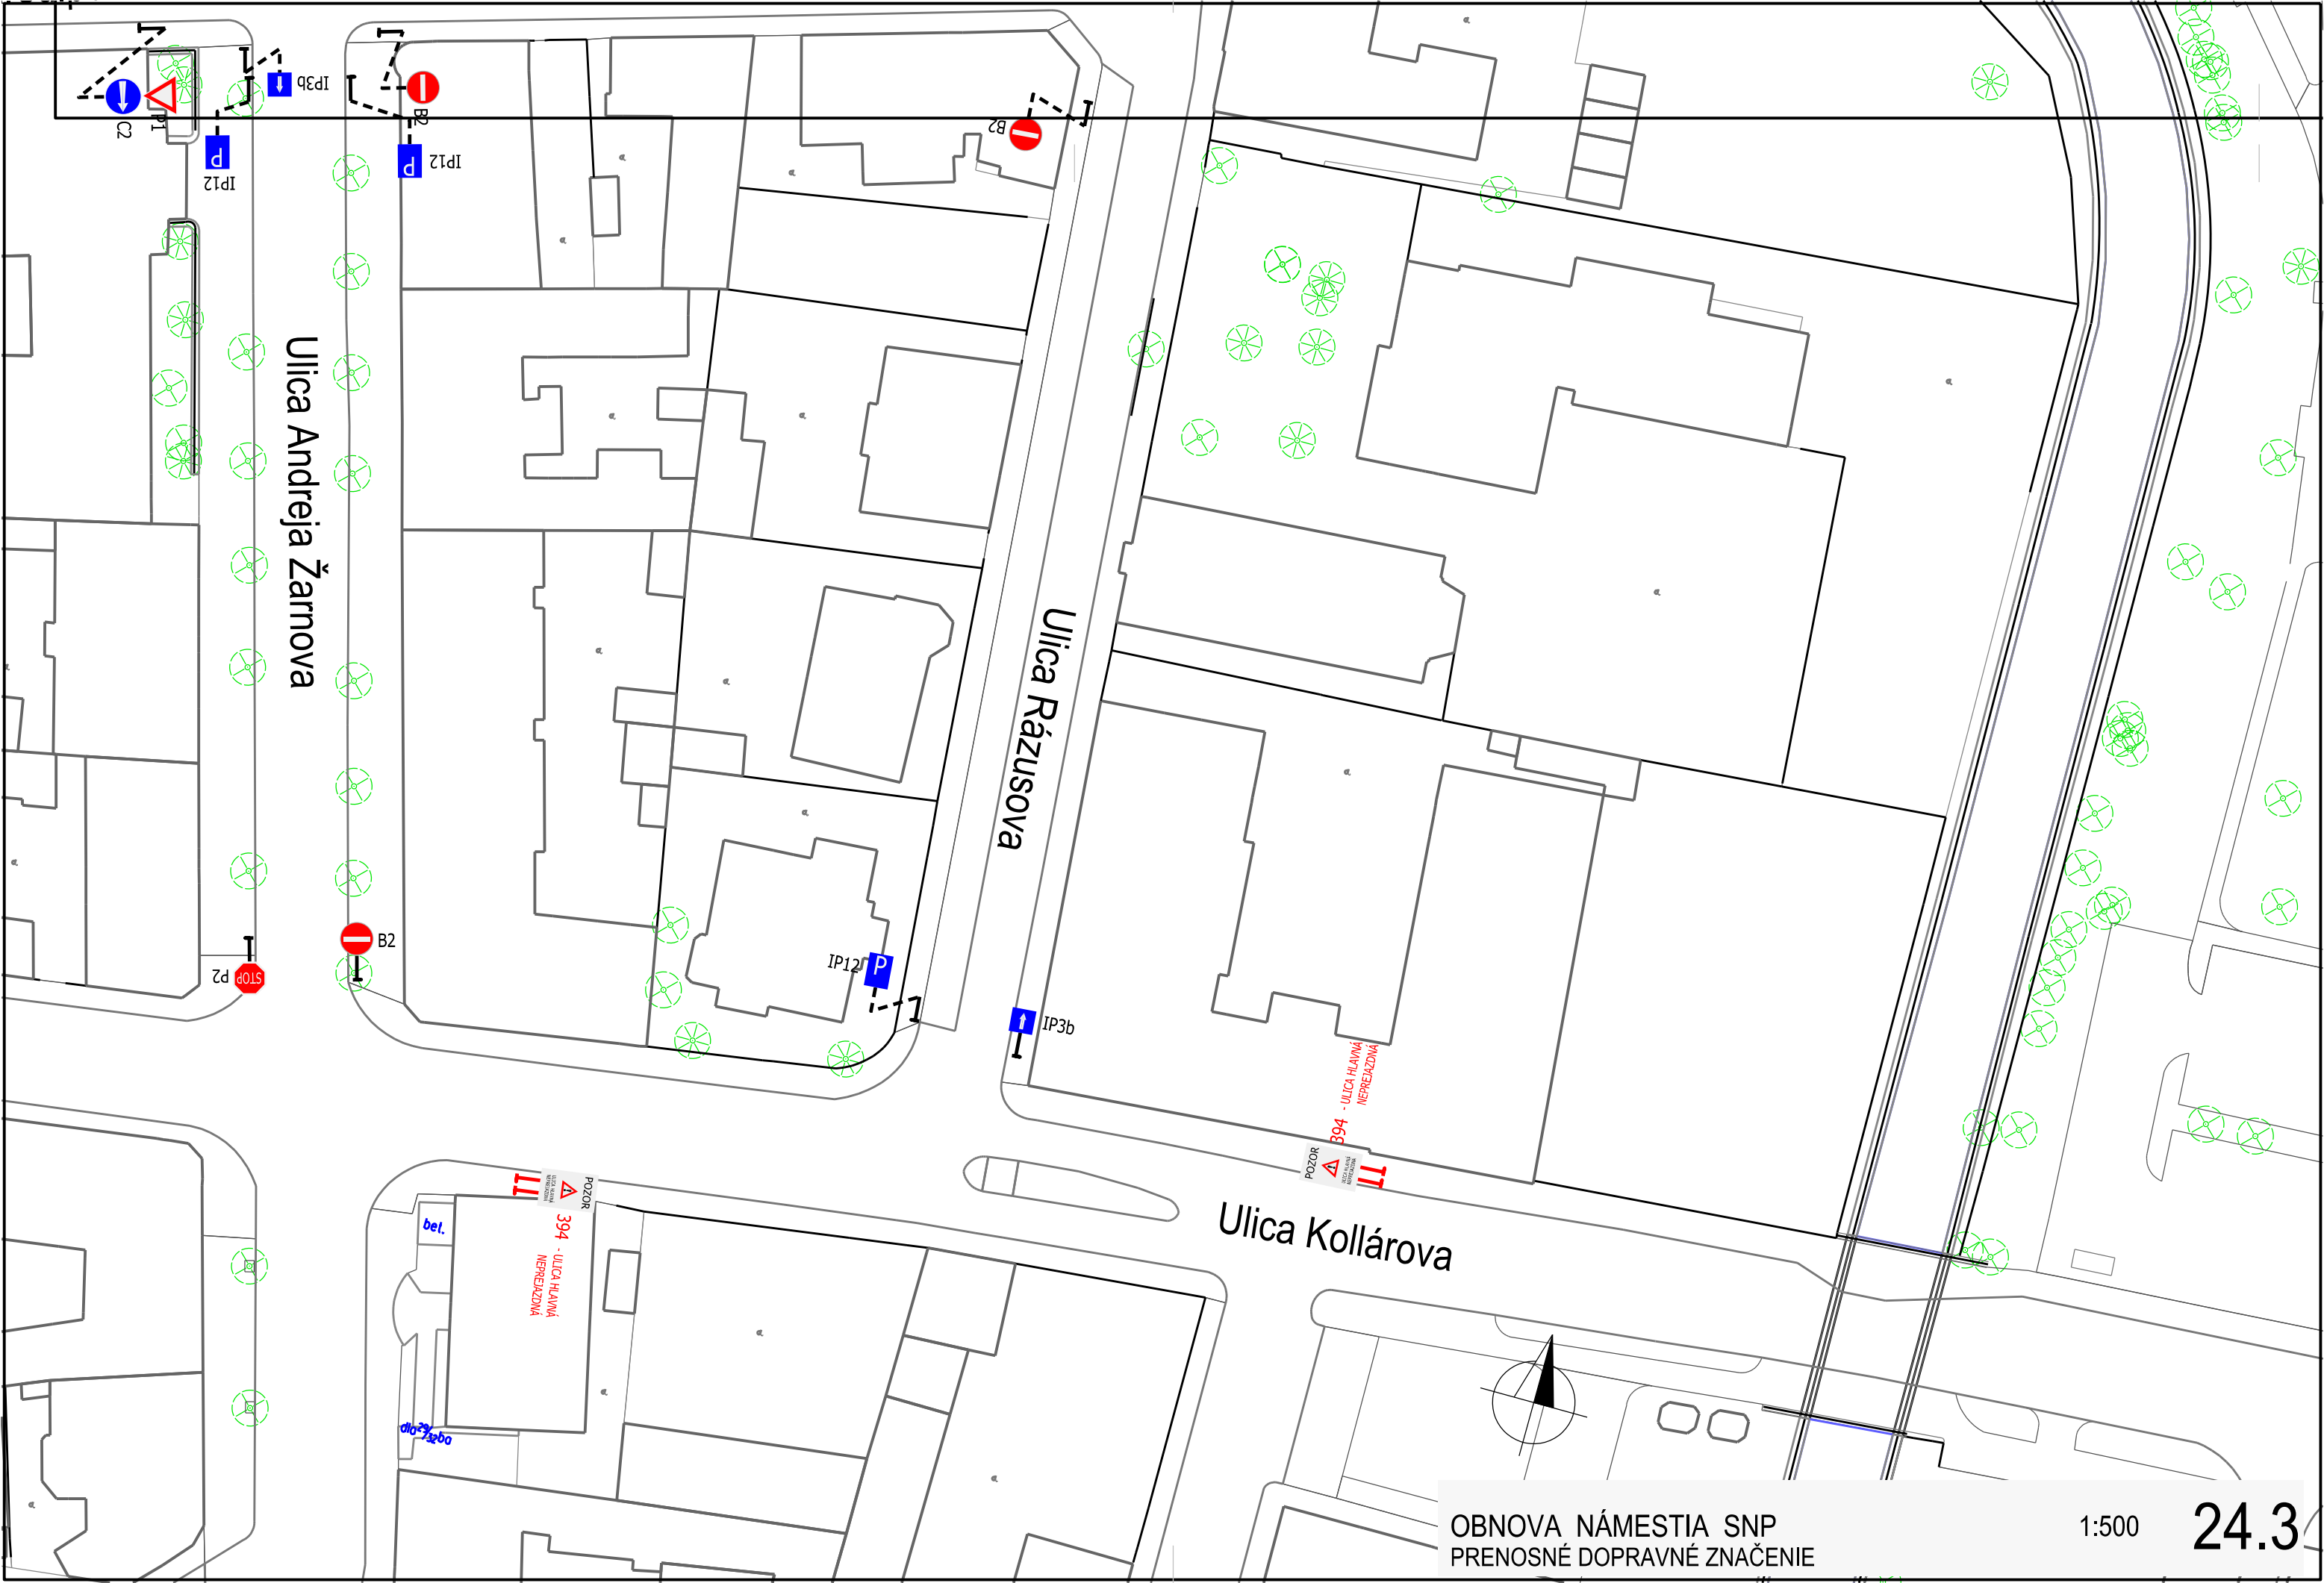 IP3b
C2
P1
IP12
B2
IP12
B2
Ulica Andreja Žarnova
Ulica Rázusova
B2
P2
STOP
IP12
P
IP3b
394 - ULICA HLAVNÁ
NEPREJAZDNÁ
POZOR
POZOR
394 - ULICA HLAVNÁ
NEPREJAZDNÁ
bel.
Ulica Kollárova
OBNOVA NÁMESTIA SNP
PRENOSNÉ DOPRAVNÉ ZNAČENIE
1:500
24.3